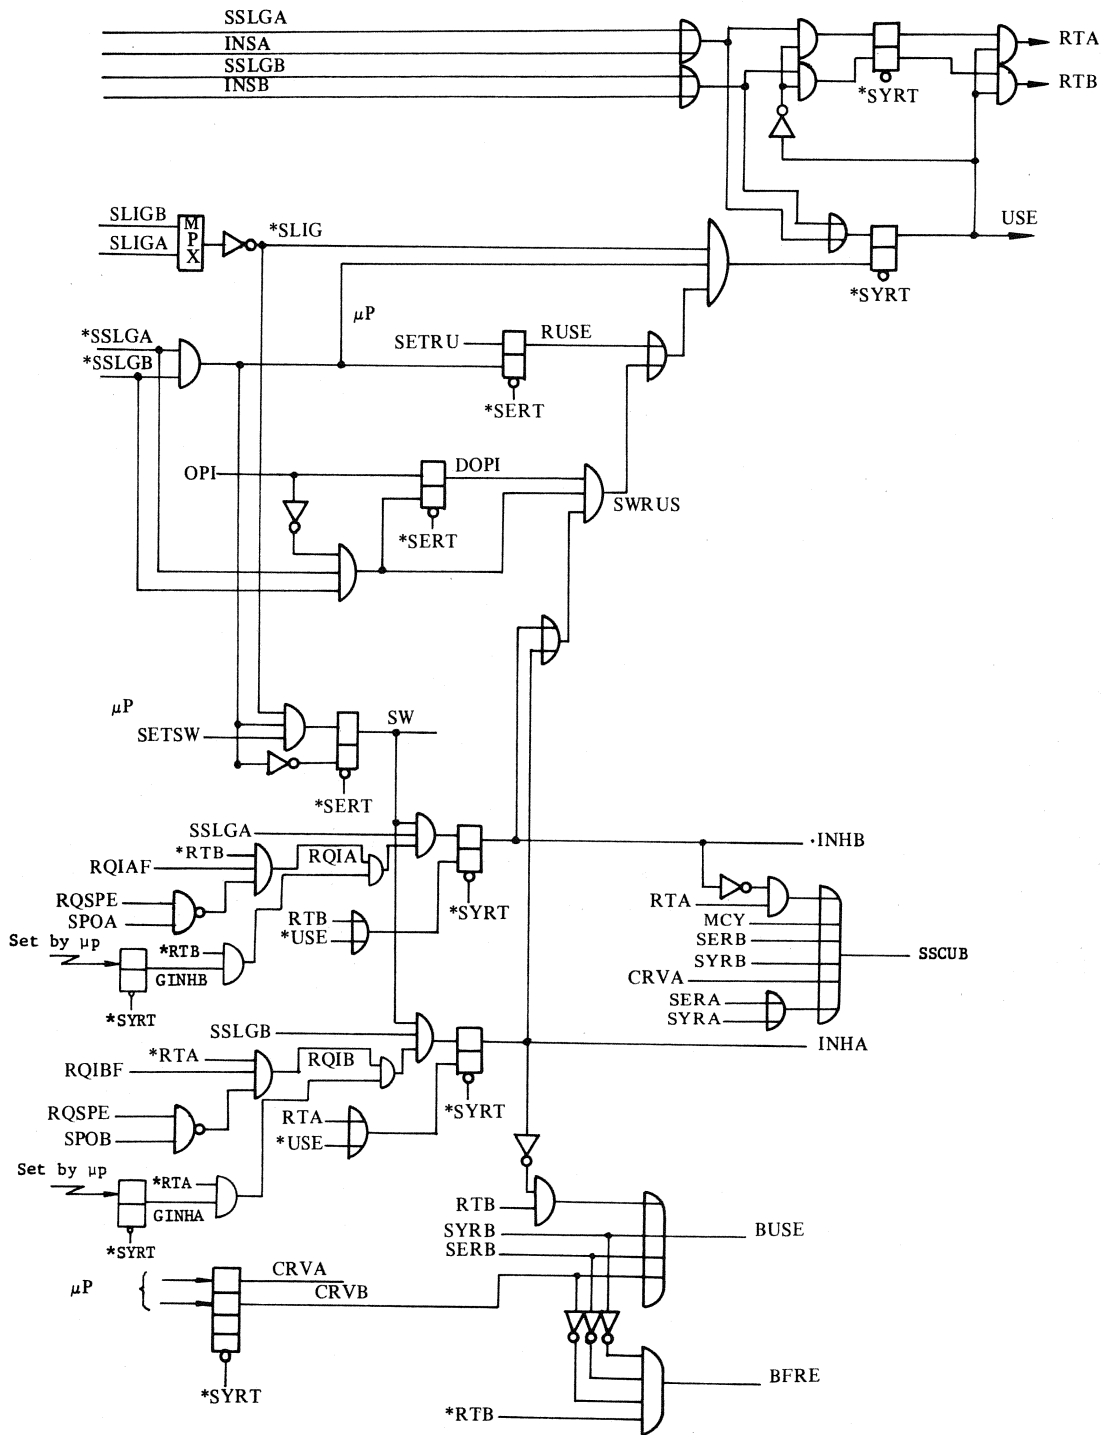 SSLGA
INSA
SSLGB
INSB
RTA
RTB
*SYRT
USE
SLIGB
SLIGA
MPX
*SLIG
*SYRT
µP
*SSLGA
*SSLGB
SETRU
RUSE
*SERT
OPI
DOPI
SWRUS
*SERT
µP
SETSW
SW
*SERT
SSLGA
*RTB
RQIAF
RQIA
RQSPE
SPOA
Set by µp
*RTB
GINHB
*SYRT
RTB
*USE
*SYRT
·INHB
RTA
MCY
SERB
SYRB
CRVA
SERA
SYRA
SSCUB
SSLGB
*RTA
RQIBF
RQIB
RQSPE
SPOB
Set by µp
*RTA
GINHA
*SYRT
RTA
*USE
*SYRT
INHA
RTB
SYRB
SERB
BUSE
µP
CRVA
CRVB
*SYRT
*RTB
BFRE